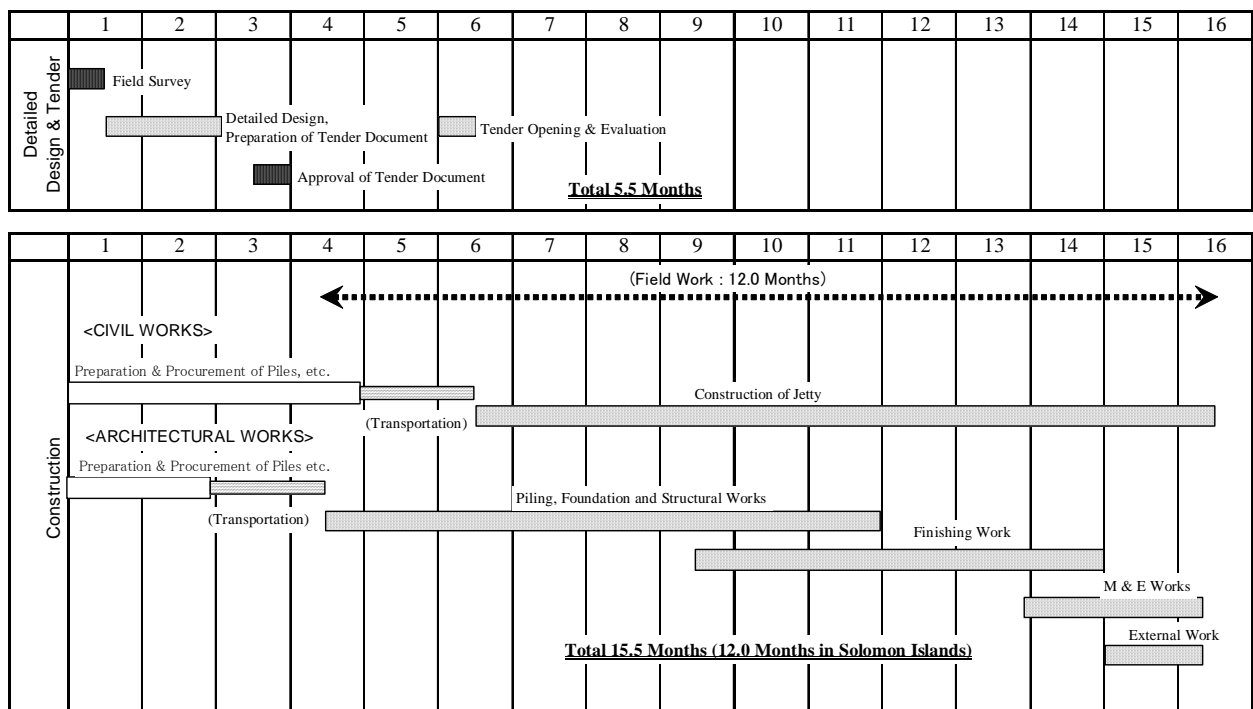 1 2 3 4 5 6 7 8 9 10 11 12 13 14 15 16
Detailed
Design & Tender
Field Survey
Detailed Design,
Preparation of Tender Document
Tender Opening & Evaluation
Approval of Tender Document
Total 5.5 Months
1 2 3 4 5 6 7 8 9 10 11 12 13 14 15 16
Construction
(Field Work : 12.0 Months)
<CIVIL WORKS>
Preparation & Procurement of Piles, etc.
Construction of Jetty
(Transportation)
<ARCHITECTURAL WORKS>
Preparation & Procurement of Piles etc.
(Transportation)
Piling, Foundation and Structural Works
Finishing Work
M & E Works
External Work
Total 15.5 Months (12.0 Months in Solomon Islands)